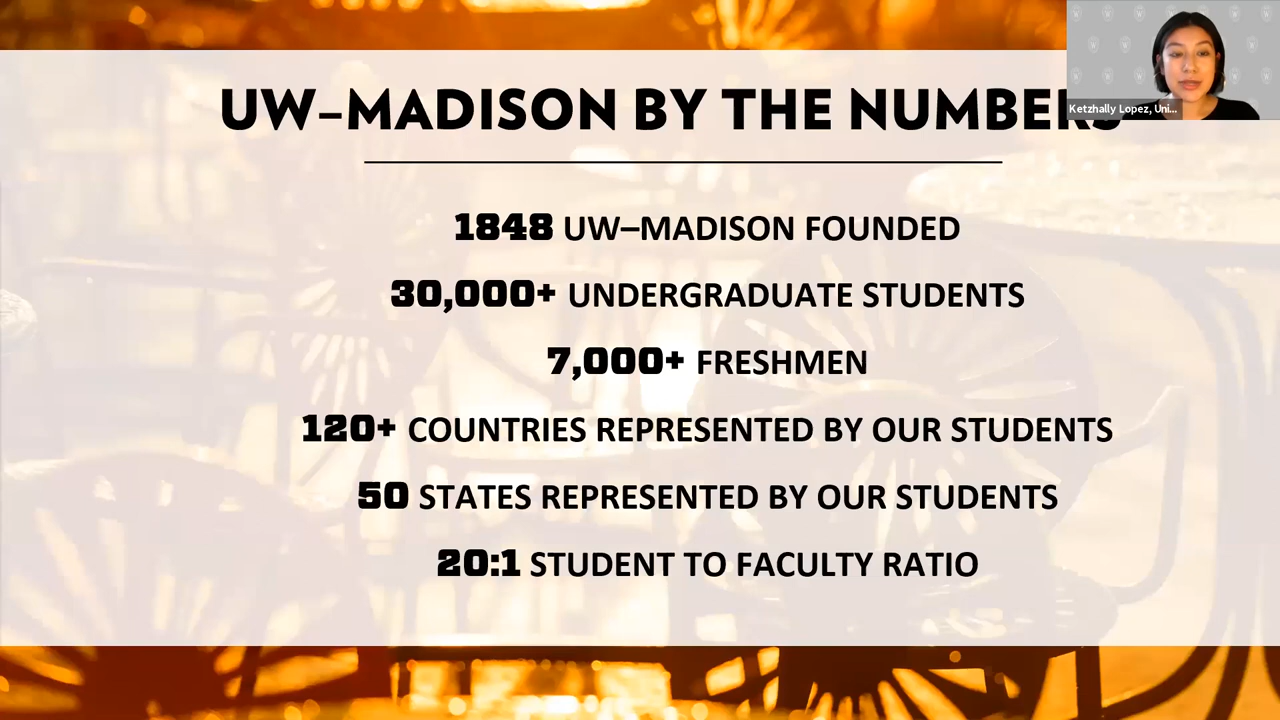 UW–MADISON BY THE NUMBERS
Ketzhally Lopez, Uni...
1848 UW–MADISON FOUNDED
30,000+ UNDERGRADUATE STUDENTS
7,000+ FRESHMEN
120+ COUNTRIES REPRESENTED BY OUR STUDENTS
50 STATES REPRESENTED BY OUR STUDENTS
20:1 STUDENT TO FACULTY RATIO